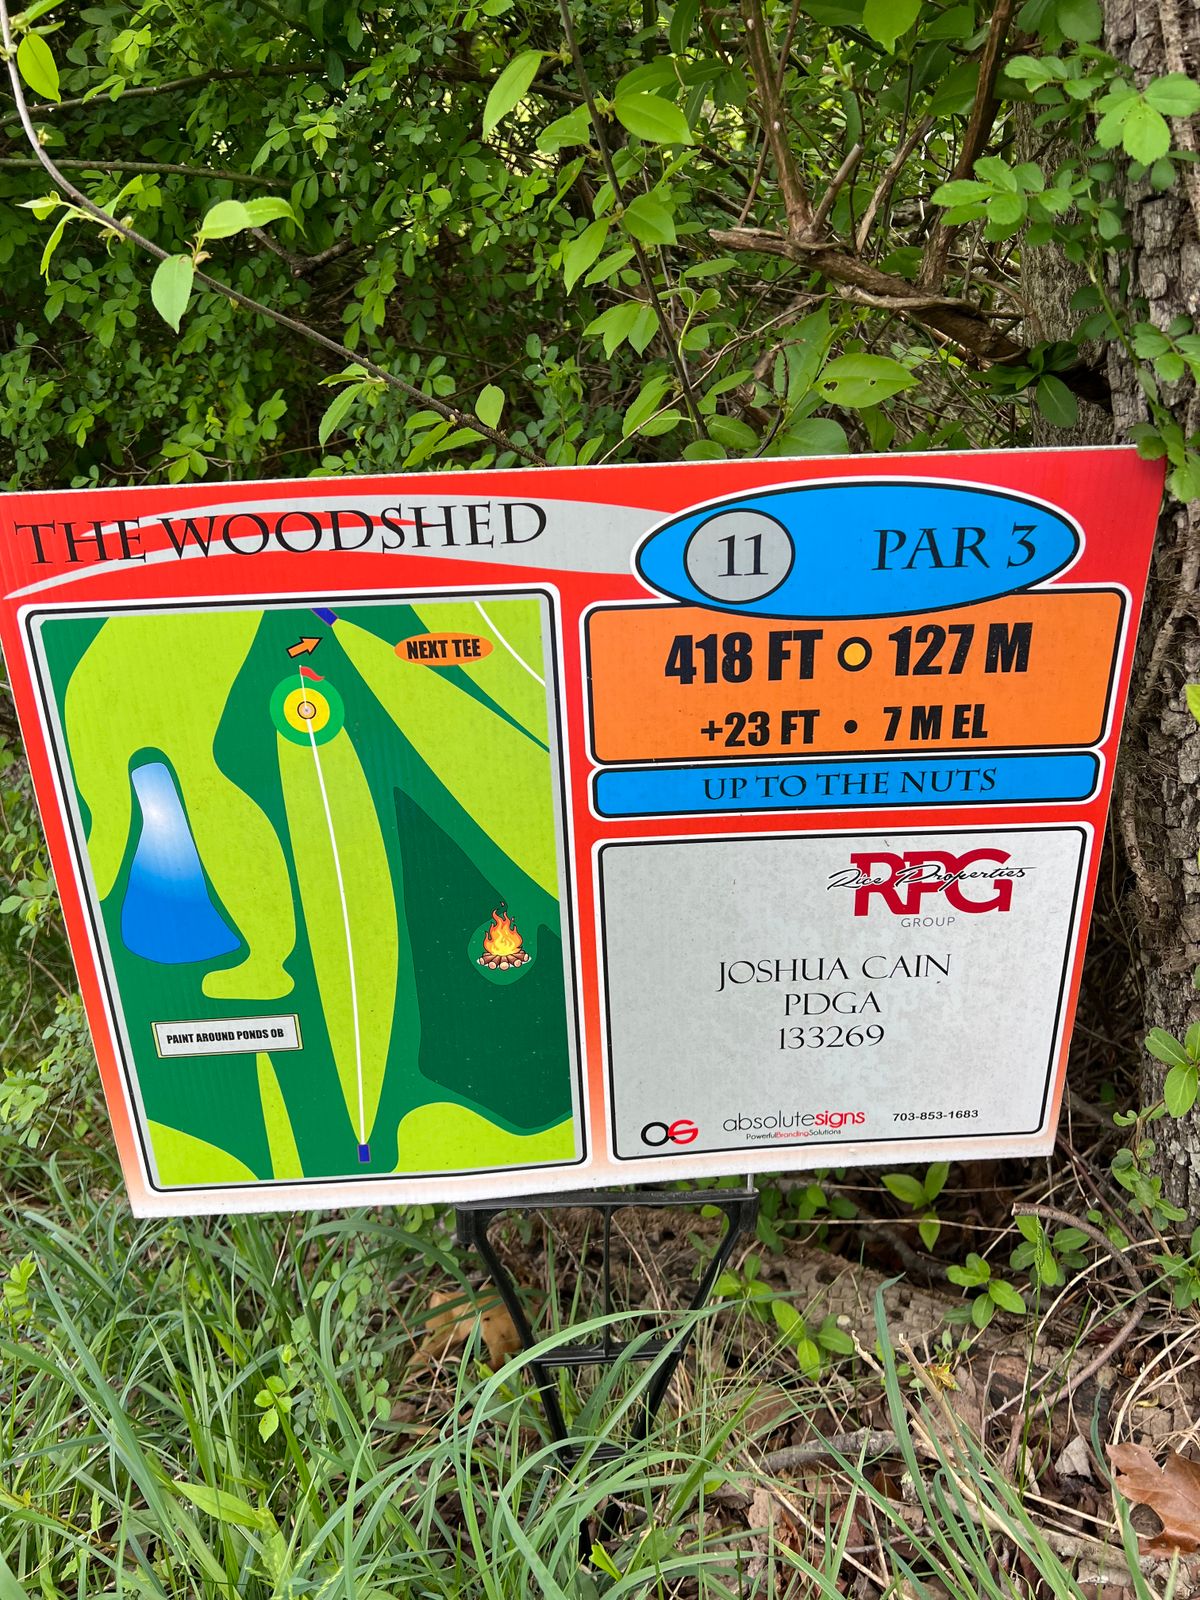 THE WOODSHED
11 PAR 3
418 FT 127 M
+23 FT • 7 M EL
UP TO THE NUTS
NEXT TEE
PAINT AROUND PONDS OB
RPG
Rice Properties
GROUP
JOSHUA CAIN
PDGA
133269
OS absolutesigns 703-853-1683
PowerfulBrandingSolutions